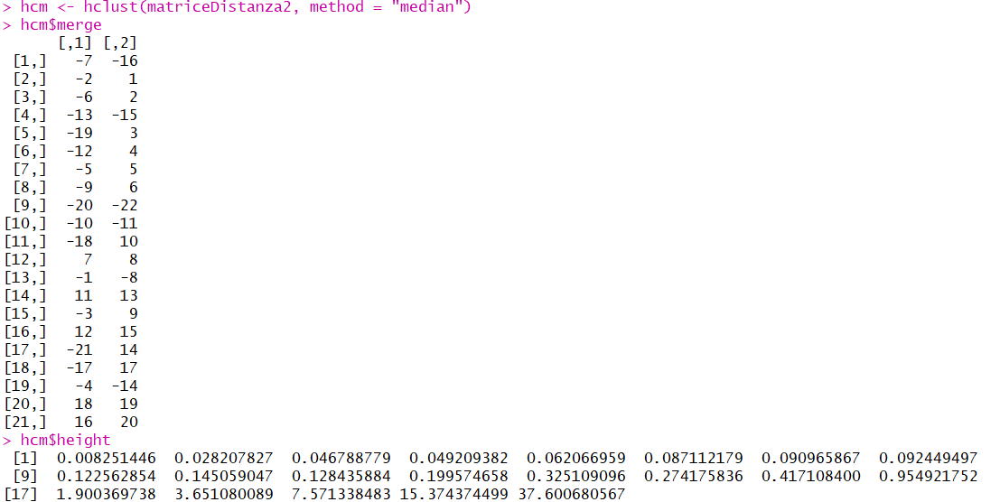 > hcm <- hclust(matriceDistanza2, method = "median")
> hcm$merge
      [,1] [,2]
 [1,]   -7  -16
 [2,]   -2    1
 [3,]   -6    2
 [4,]  -13  -15
 [5,]  -19    3
 [6,]  -12    4
 [7,]   -5    5
 [8,]   -9    6
 [9,]  -20  -22
[10,]  -10  -11
[11,]  -18   10
[12,]    7    8
[13,]   -1   -8
[14,]   11   13
[15,]   -3    9
[16,]   12   15
[17,]  -21   14
[18,]  -17   17
[19,]   -4  -14
[20,]   18   19
[21,]   16   20
> hcm$height
 [1]  0.008251446  0.028207827  0.046788779  0.049209382  0.062066959  0.087112179  0.090965867  0.092449497
 [9]  0.122562854  0.145059047  0.128435884  0.199574658  0.325109096  0.274175836  0.417108400  0.954921752
[17]  1.900369738  3.651080089  7.571338483 15.374374499 37.600680567